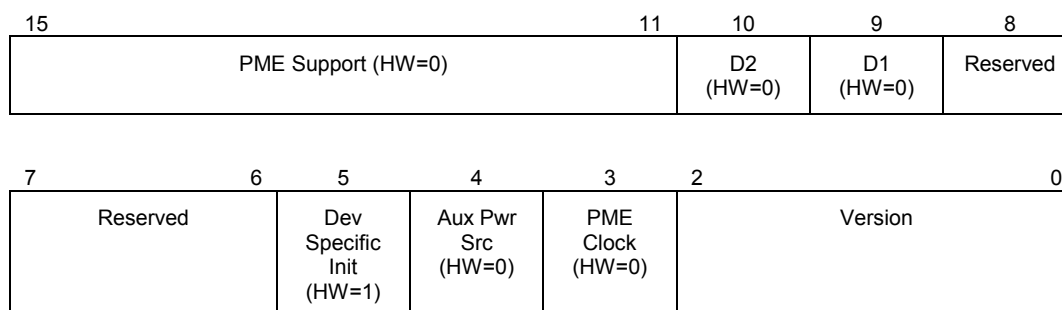 15 11 10 9 8
PME Support (HW=0) D2 D1 Reserved
(HW=0) (HW=0)
7 6 5 4 3 2 0
Reserved Dev Aux Pwr PME Version
Specific Src Clock
Init (HW=0) (HW=0)
(HW=1)